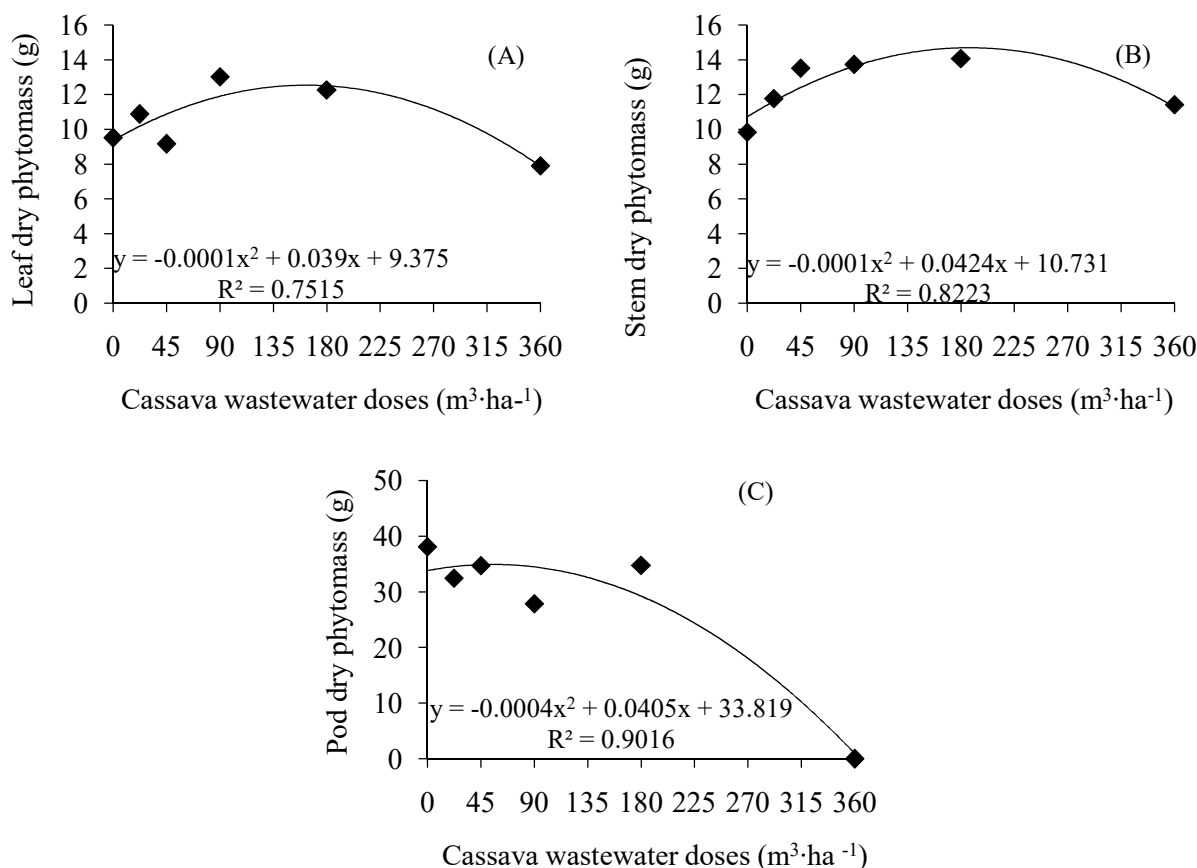 (A)
Leaf dry phytomass (g)
16
14
12
10
8
6
4
2
0
y = -0.0001x² + 0.039x + 9.375
R² = 0.7515
0 45 90 135 180 225 270 315 360
Cassava wastewater doses (m³·ha-¹)
(B)
Stem dry phytomass (g)
16
14
12
10
8
6
4
2
0
y = -0.0001x² + 0.0424x + 10.731
R² = 0.8223
0 45 90 135 180 225 270 315 360
Cassava wastewater doses (m³·ha⁻¹)
(C)
Pod dry phytomass (g)
50
40
30
20
10
0
y = -0.0004x² + 0.0405x + 33.819
R² = 0.9016
0 45 90 135 180 225 270 315 360
Cassava wastewater doses (m³·ha ⁻¹)